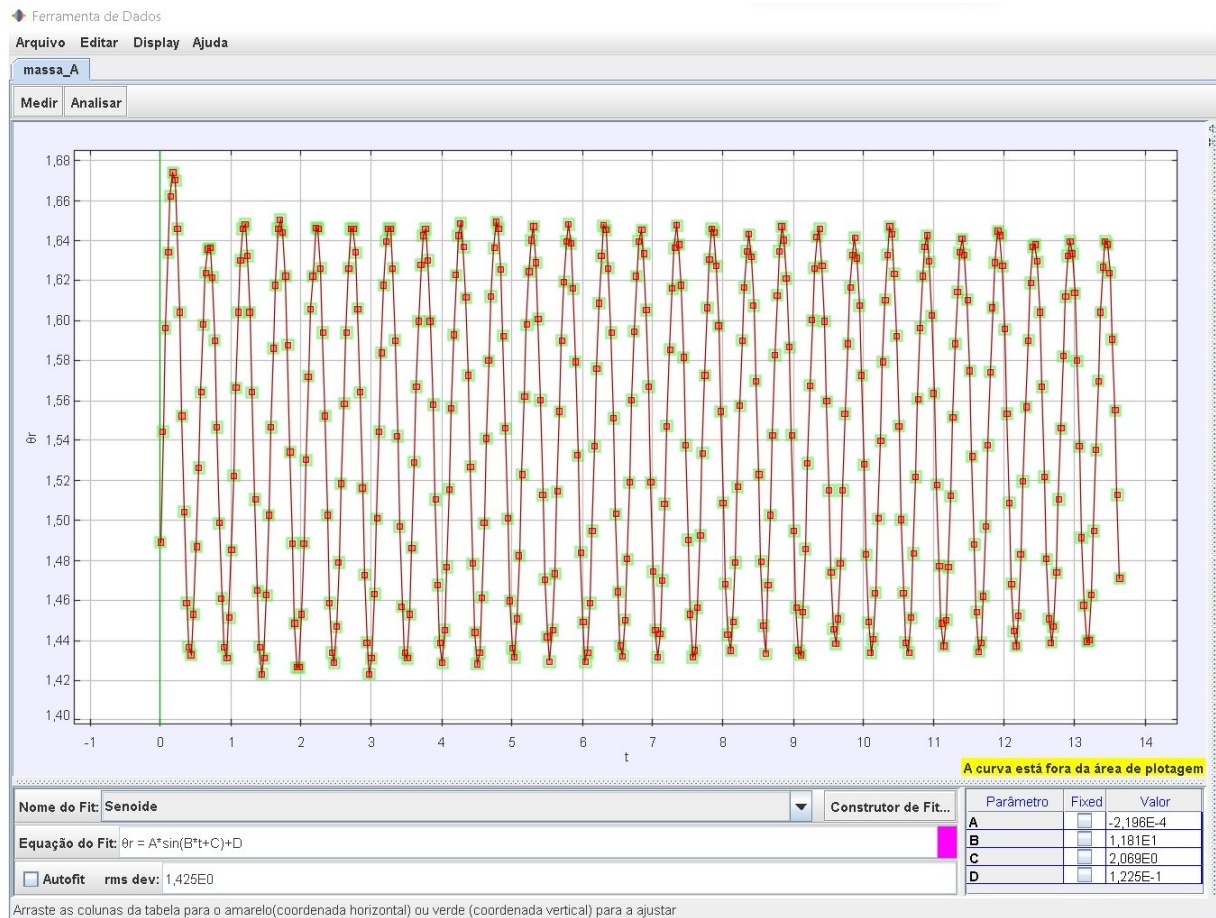 Ferramenta de Dados
Arquivo Editar Display Ajuda
massa_A
Medir Analisar
1,68
1,66
1,64
1,62
1,60
1,58
1,56
1,54
1,52
1,50
1,48
1,46
1,44
1,42
1,40
θr
-1 0 1 2 3 4 5 6 7 8 9 10 11 12 13 14
t
A curva está fora da área de plotagem
Nome do Fit: Senoide Construtor de Fit...
Equação do Fit: θr = A*sin(B*t+C)+D
Autofit rms dev: 1,425E0
Parâmetro Fixed Valor
A -2,196E-4
B 1,181E1
C 2,069E0
D 1,225E-1
Arraste as colunas da tabela para o amarelo(coordenada horizontal) ou verde (coordenada vertical) para a ajustar